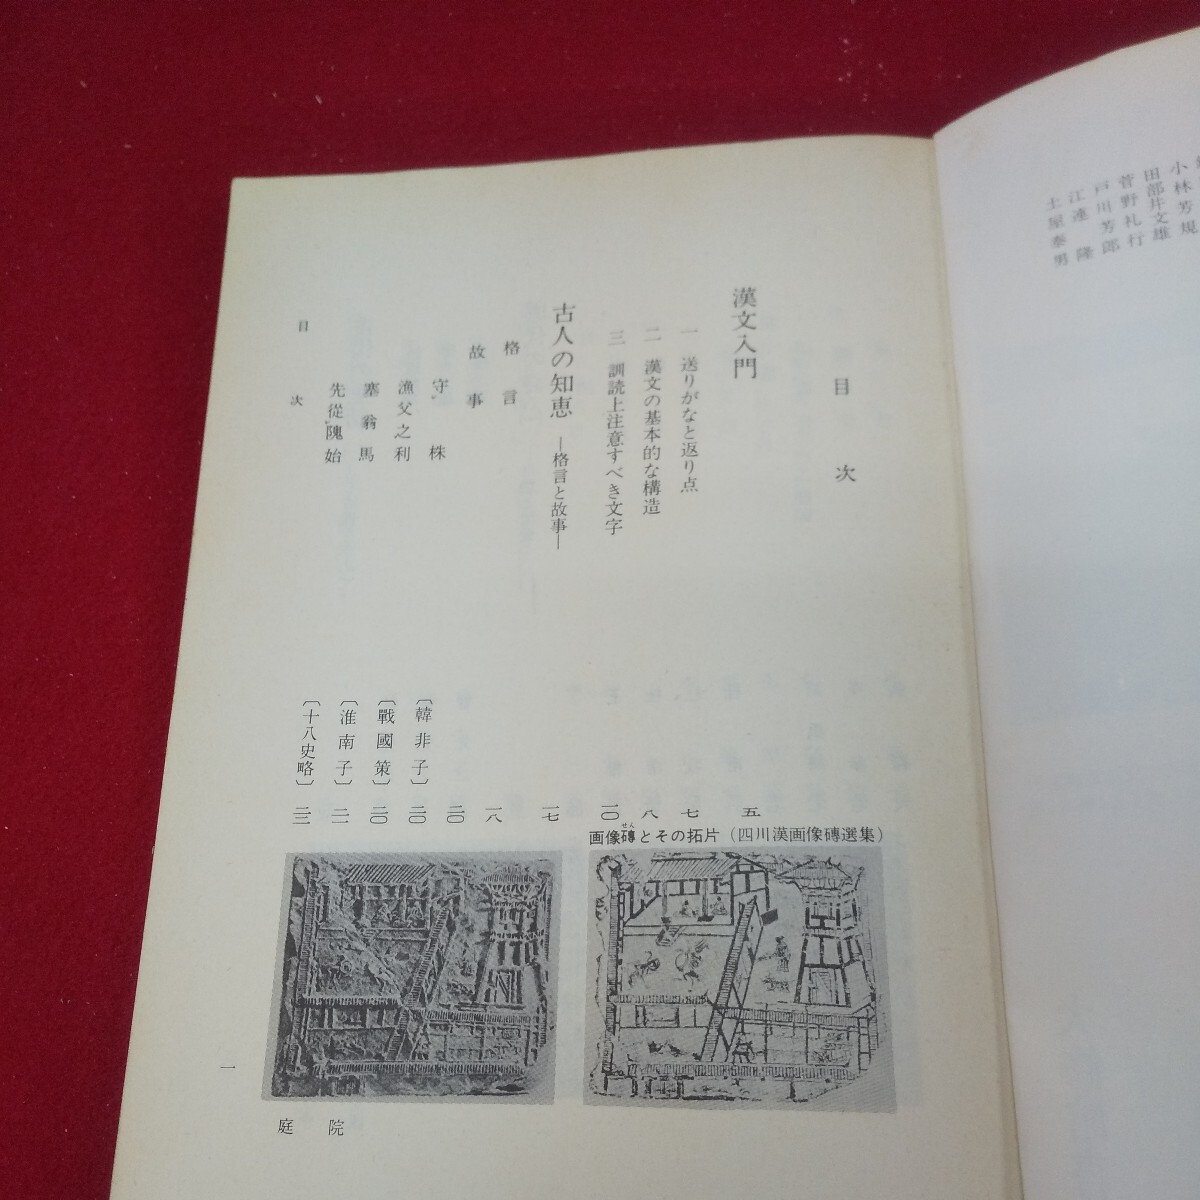 小林芳規
田部井文雄
菅野礼行
戸川芳郎
江連隆
土屋泰男
目次
漢文入門 五
一 送りがなと返り点 七
二 漢文の基本的な構造 八
三 訓読上注意すべき文字 一〇
古人の知恵 ―格言と故事― 一七
格言 一八
故事 二〇
守㆑株 〔韓非子〕 二〇
漁父之利 〔戰國策〕 二〇
塞翁馬 〔淮南子〕 二一
先從㆑隗始 〔十八史略〕 二二
目次
一
画像磚せんとその拓片（四川漢画像磚選集）
庭院